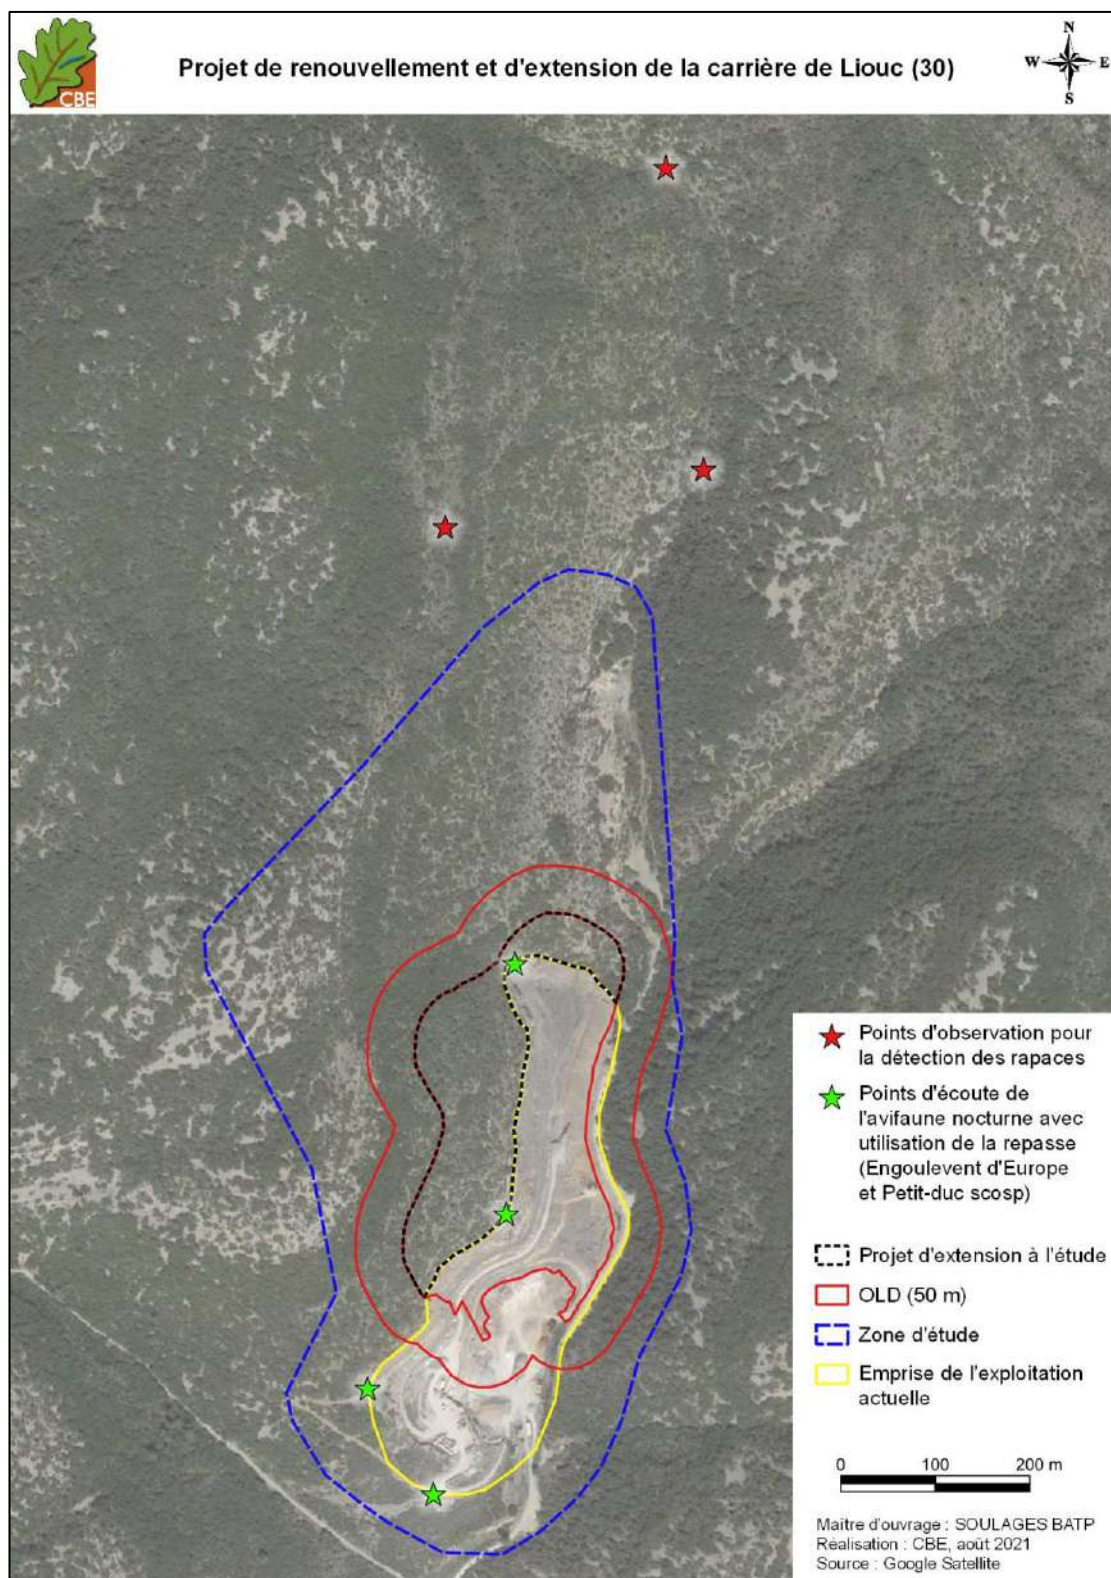 CBE
Projet de renouvellement et d'extension de la carrière de Liouc (30)
N
W
E
S
Points d'observation pour
la détection des rapaces
Points d'écoute de
l'avifaune nocturne avec
utilisation de la repasse
(Engoulevent d'Europe
et Petit-duc scosp)
Projet d'extension à l'étude
OLD (50 m)
Zone d'étude
Emprise de l'exploitation
actuelle
0 100 200 m
Maître d'ouvrage : SOULAGES BATP
Réalisation : CBE, août 2021
Source : Google Satellite